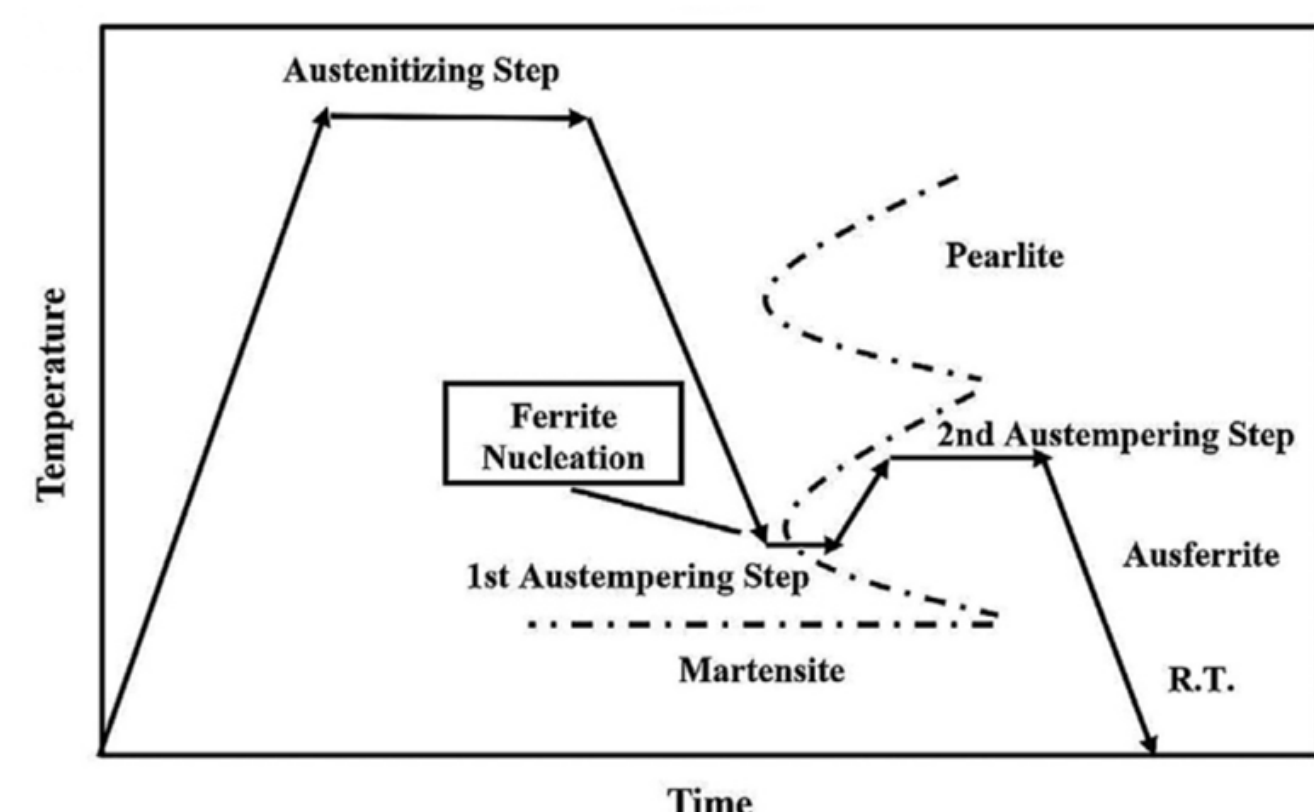 Austenitizing Step
Pearlite
Temperature
Ferrite
Nucleation
2nd Austempering Step
1st Austempering Step
Ausferrite
Martensite
R.T.
Time